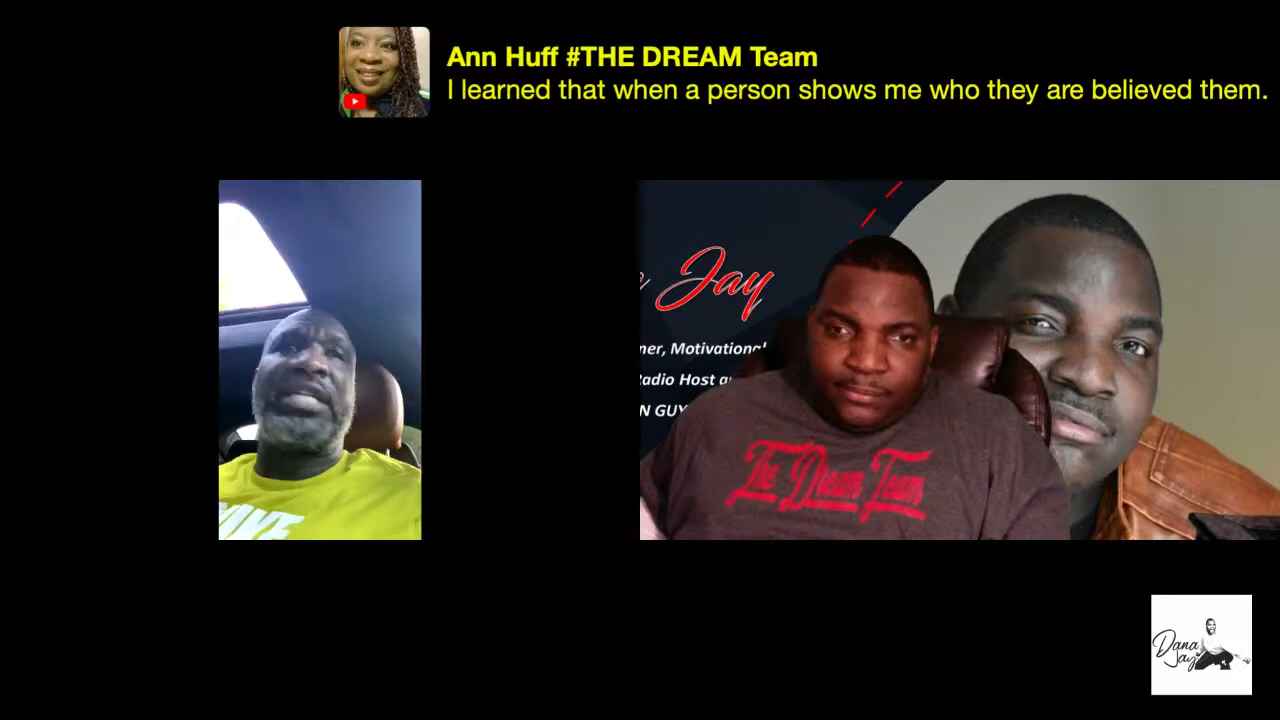 Ann Huff #THE DREAM Team
I learned that when a person shows me who they are believed them.
Jay
ner, Motivational
Radio Host
N GUY
The Dream Team
Dana
Jay